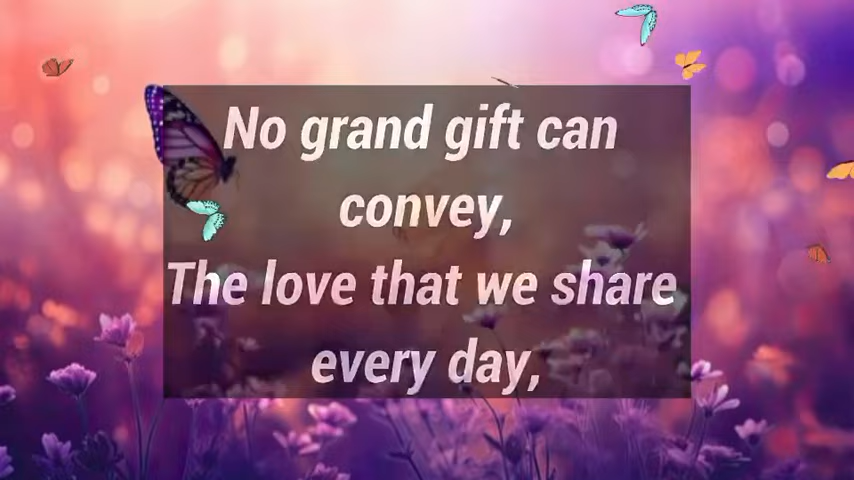 No grand gift can
convey,
The love that we share
every day,